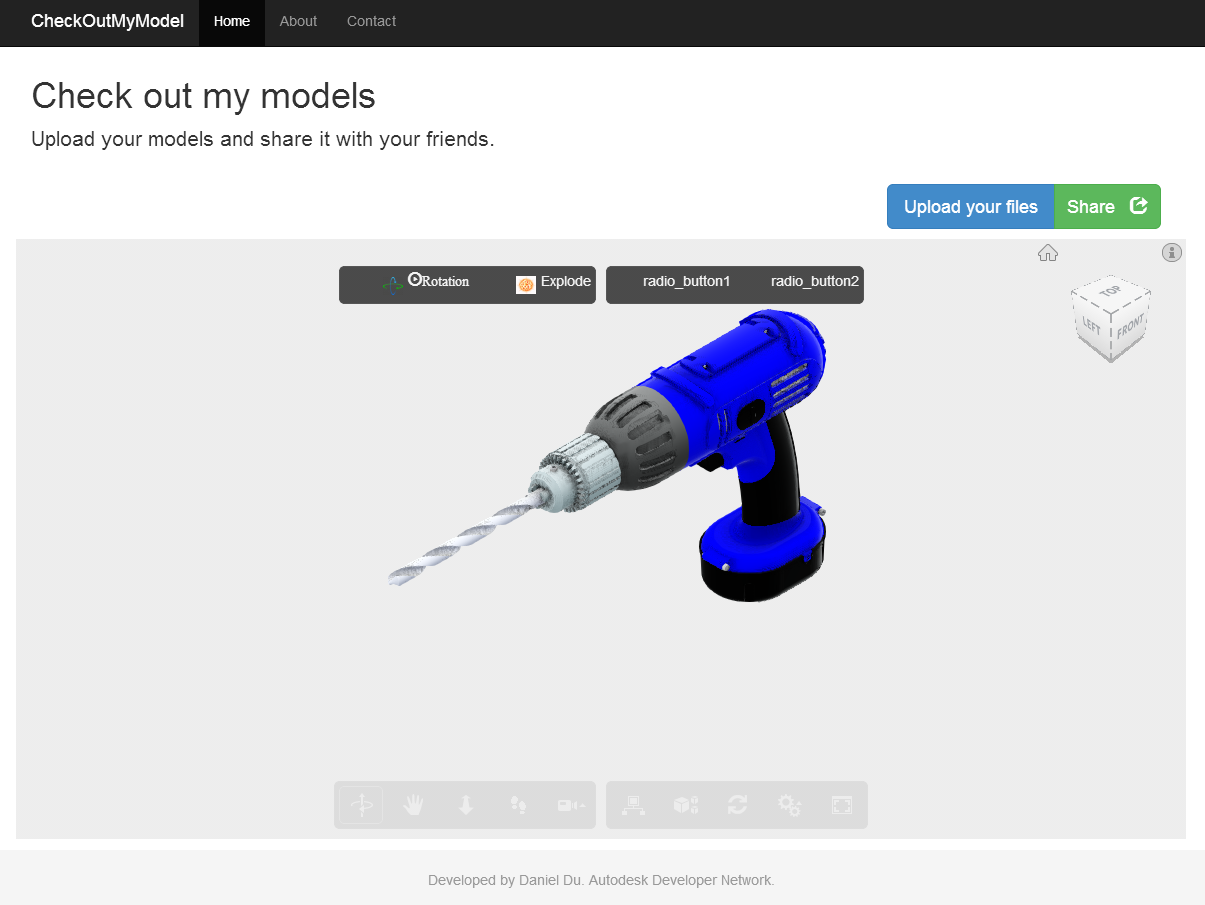 CheckOutMyModel Home About Contact
Check out my models
Upload your models and share it with your friends.
Upload your files Share
Rotation Explode radio_button1 radio_button2
TOP
LEFT FRONT
Developed by Daniel Du. Autodesk Developer Network.